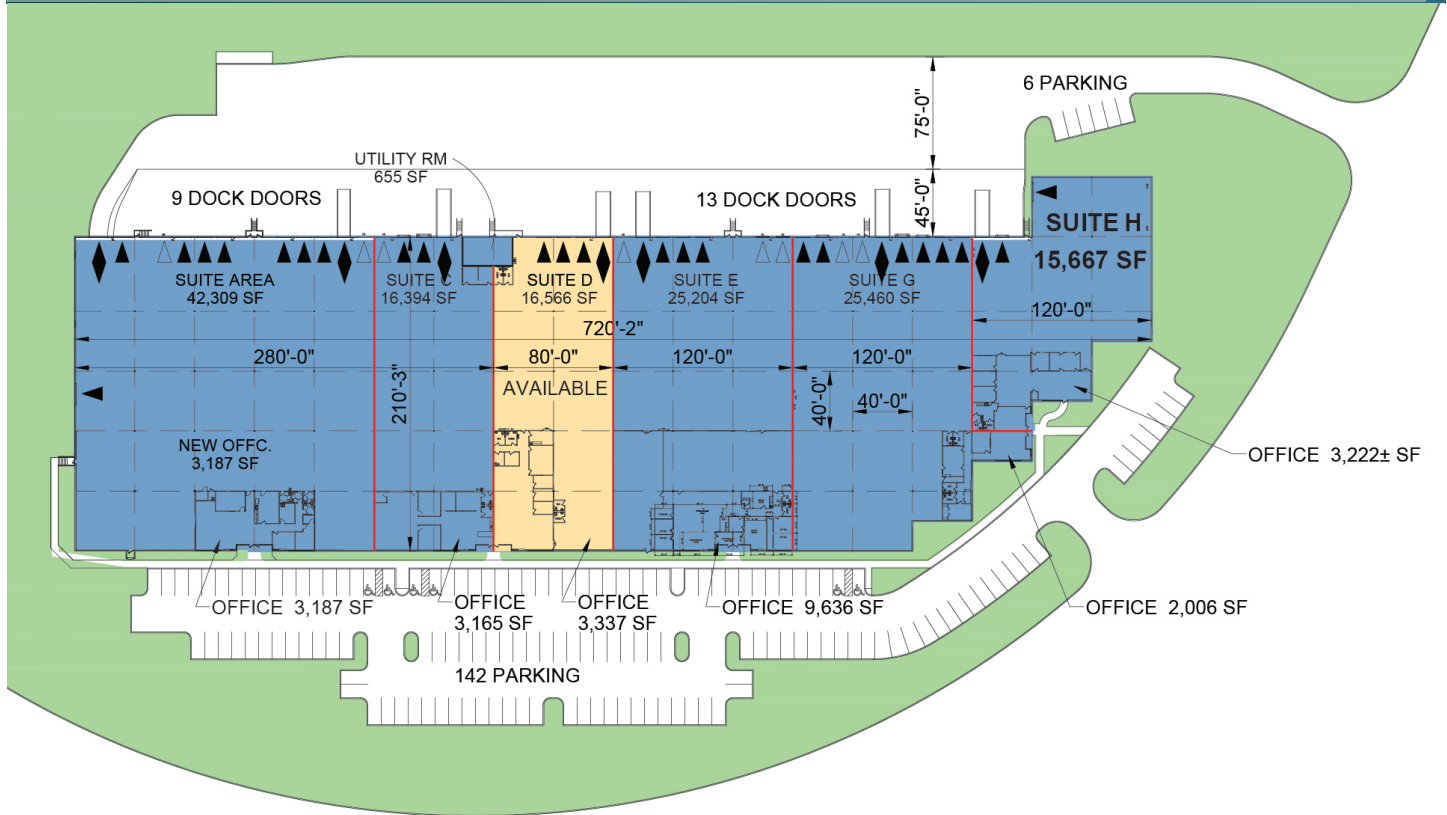 6 PARKING
75'-0"
UTILITY RM
655 SF
9 DOCK DOORS
13 DOCK DOORS
45'-0"
SUITE H
15,667 SF
SUITE AREA
42,309 SF
SUITE C
16,394 SF
SUITE D
16,566 SF
SUITE E
25,204 SF
SUITE G
25,460 SF
120'-0"
720'-2"
280'-0"
80'-0"
120'-0"
120'-0"
AVAILABLE
210'-3"
40'-0"
40'-0"
NEW OFFC.
3,187 SF
OFFICE 3,222± SF
OFFICE 3,187 SF
OFFICE
3,165 SF
OFFICE
3,337 SF
OFFICE 9,636 SF
OFFICE 2,006 SF
142 PARKING